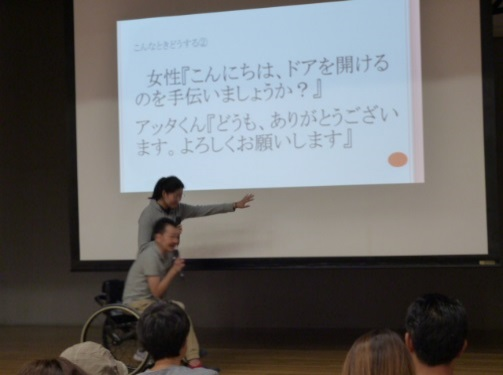 こんなときどうする②
女性『こんにちは、ドアを開ける
のを手伝いましょうか？』
アッタくん『どうも、ありがとうござい
ます。よろしくお願いします』